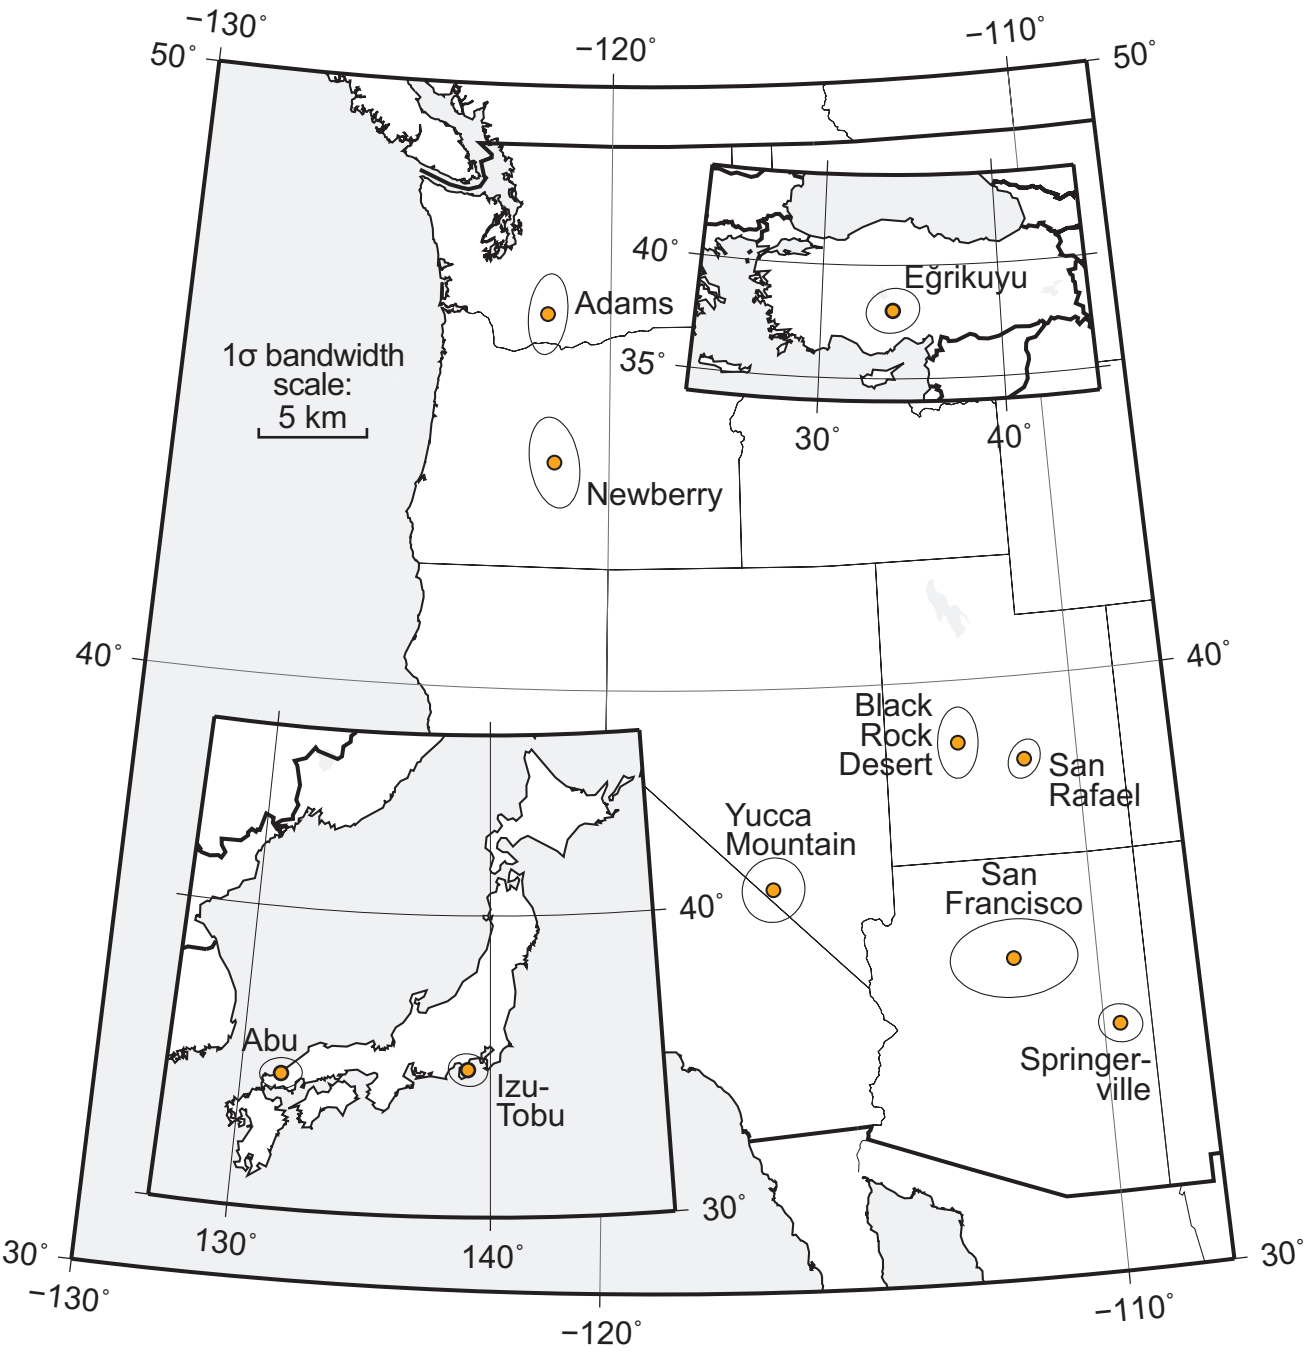 −130°
−120°
−110°
50°
50°
40°
Eğrikuyu
Adams
35°
1σ bandwidth
scale:
5 km
30°
40°
Newberry
40°
40°
Black
Rock
Desert
San
Rafael
Yucca
Mountain
San
Francisco
40°
Abu
Springer-
ville
Izu-
Tobu
30°
130°
140°
30°
30°
−130°
−110°
−120°